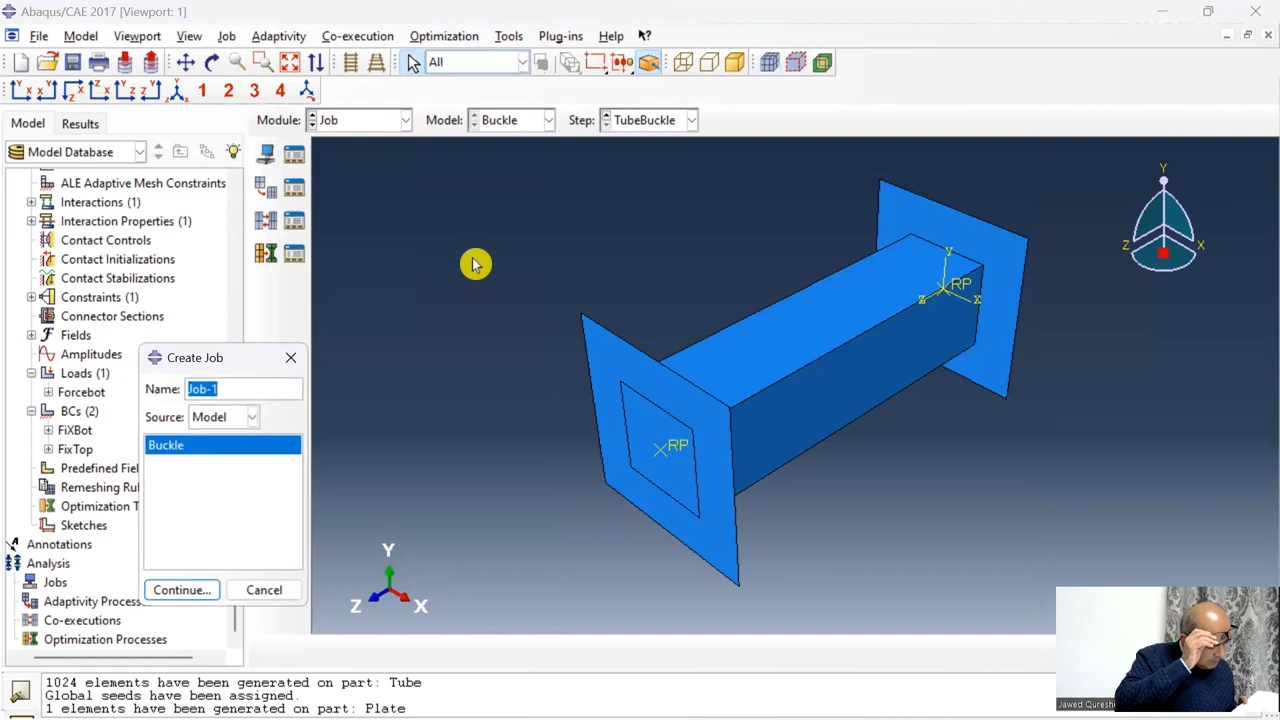 Abaqus/CAE 2017 [Viewport: 1]
File Model Viewport View Job Adaptivity Co-execution Optimization Tools Plug-ins Help
All
1 2 3 4
Model Results
Module: Job Model: Buckle Step: TubeBuckle
Model Database
ALE Adaptive Mesh Constraints
Interactions (1)
Interaction Properties (1)
Contact Controls
Contact Initializations
Contact Stabilizations
Constraints (1)
Connector Sections
Fields
Amplitudes
Loads (1)
Forcebot
BCs (2)
FiXBot
FixTop
Predefined Fiel
Remeshing Rul
Optimization T
Sketches
Annotations
Analysis
Jobs
Adaptivity Processe
Co-executions
Optimization Processes
Create Job
Name: Job-1
Source: Model
Buckle
Continue... Cancel
Y
Z X
Y
RP
Z X
RP
Y
Z X
1024 elements have been generated on part: Tube
Global seeds have been assigned.
1 elements have been generated on part: Plate
Jawed Qureshi